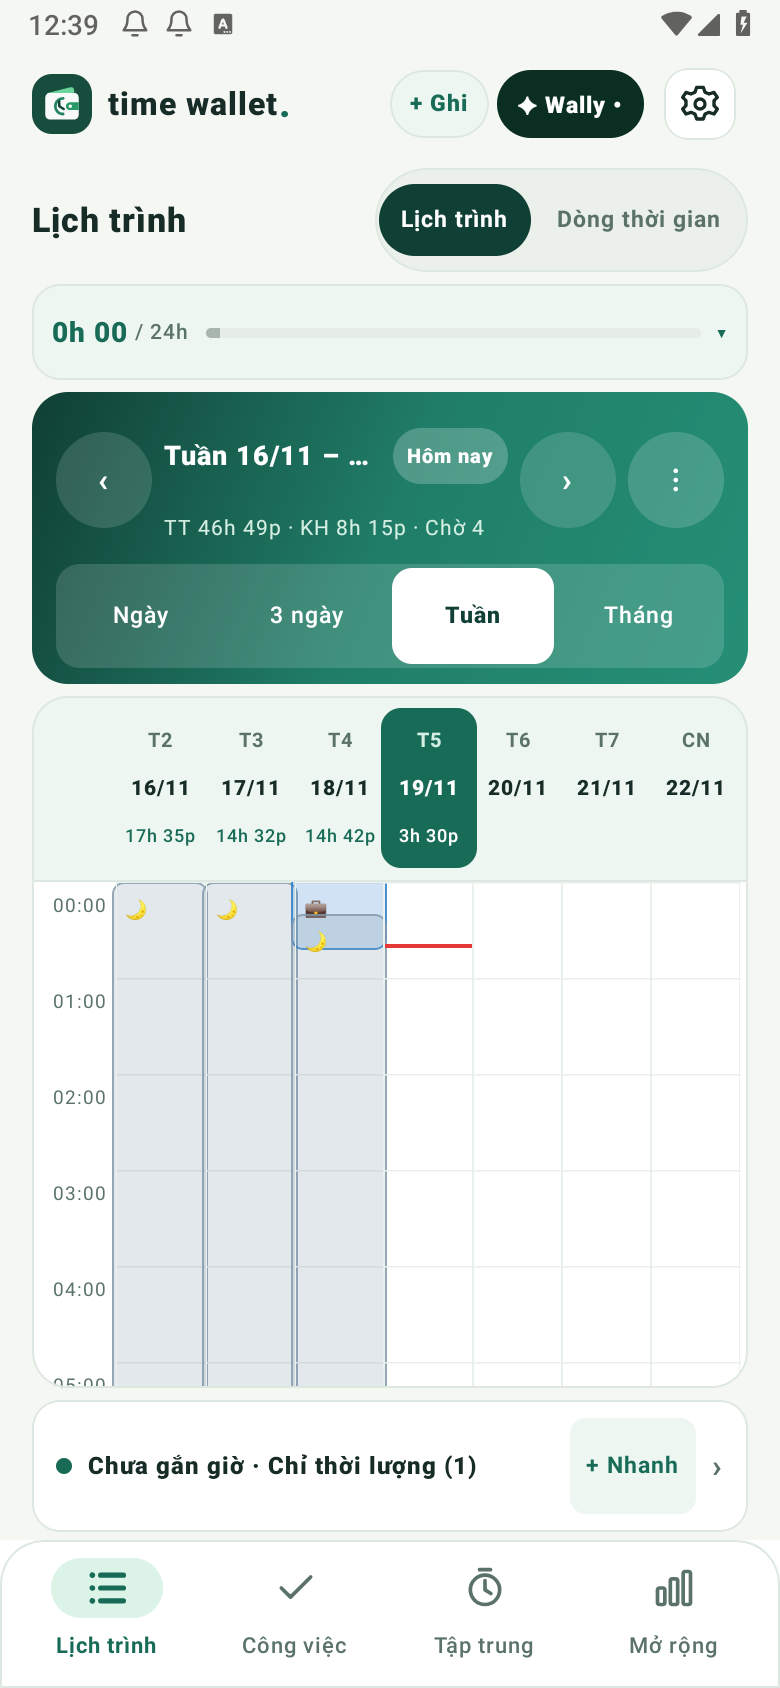 12:39
time wallet.
+ Ghi
✦ Wally •
Lịch trình
Lịch trình
Dòng thời gian
0h 00 / 24h
▾
‹
Tuần 16/11 – ...
Hôm nay
›
⋮
TT 46h 49p · KH 8h 15p · Chờ 4
Ngày
3 ngày
Tuần
Tháng
T2 T3 T4 T5 T6 T7 CN
16/11 17/11 18/11 19/11 20/11 21/11 22/11
17h 35p 14h 32p 14h 42p 3h 30p
00:00
01:00
02:00
03:00
04:00
05:00
Chưa gắn giờ · Chỉ thời lượng (1)
+ Nhanh
›
Lịch trình
Công việc
Tập trung
Mở rộng